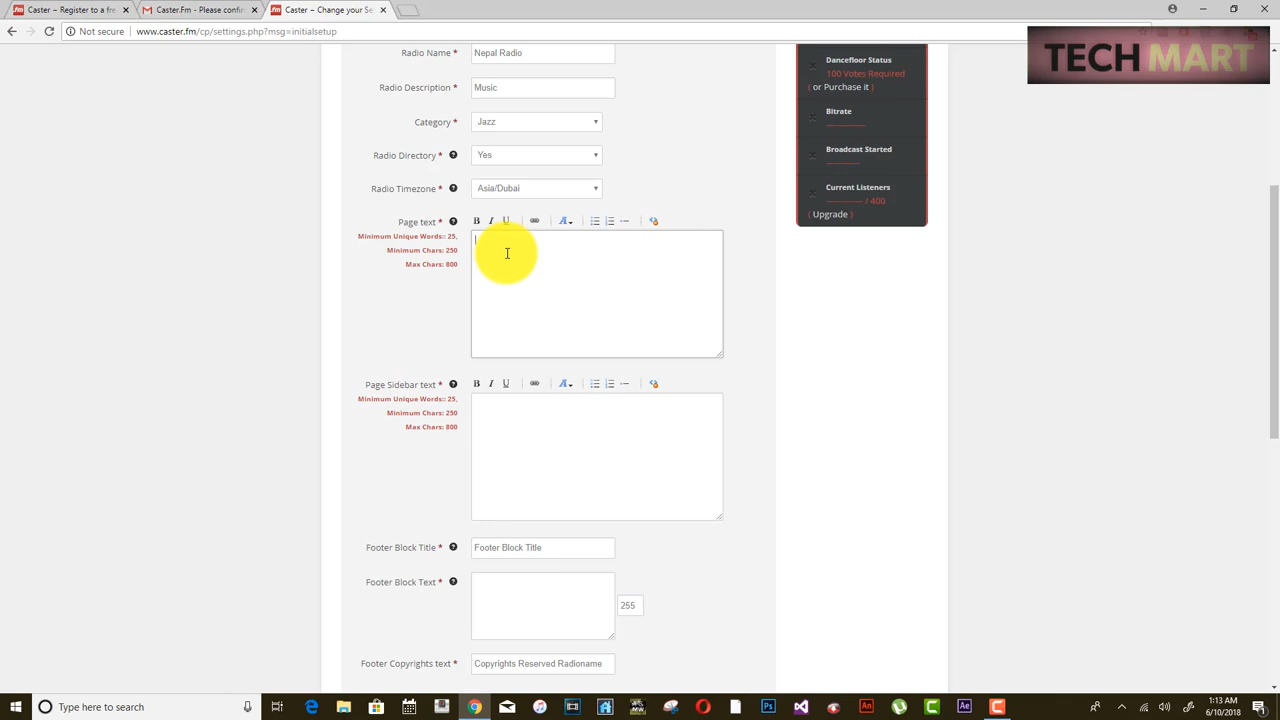 Caster – Register to a fre
Gmail - Caster.Fm - Please confir
Caster – Change your Se
Not secure
www.caster.fm/cp/settings.php?msg=initialsetup
TECH MART
Radio Name *
Nepal Radio
Radio Description *
Music
Category *
Jazz
Radio Directory *
Yes
Radio Timezone *
Asia/Dubai
Page text *
Minimum Unique Words:: 25,
Minimum Chars: 250
Max Chars: 800
B I U
Page Sidebar text *
Minimum Unique Words:: 25,
Minimum Chars: 250
Max Chars: 800
B I U
Footer Block Title *
Footer Block Title
Footer Block Text *
255
Footer Copyrights text *
Copyrights Reserved Radioname
Dancefloor Status
100 Votes Required
( or Purchase it )
Bitrate
---------------
Broadcast Started
-------------
Current Listeners
--------------- / 400
( Upgrade )
Type here to search
1:13 AM
6/10/2018